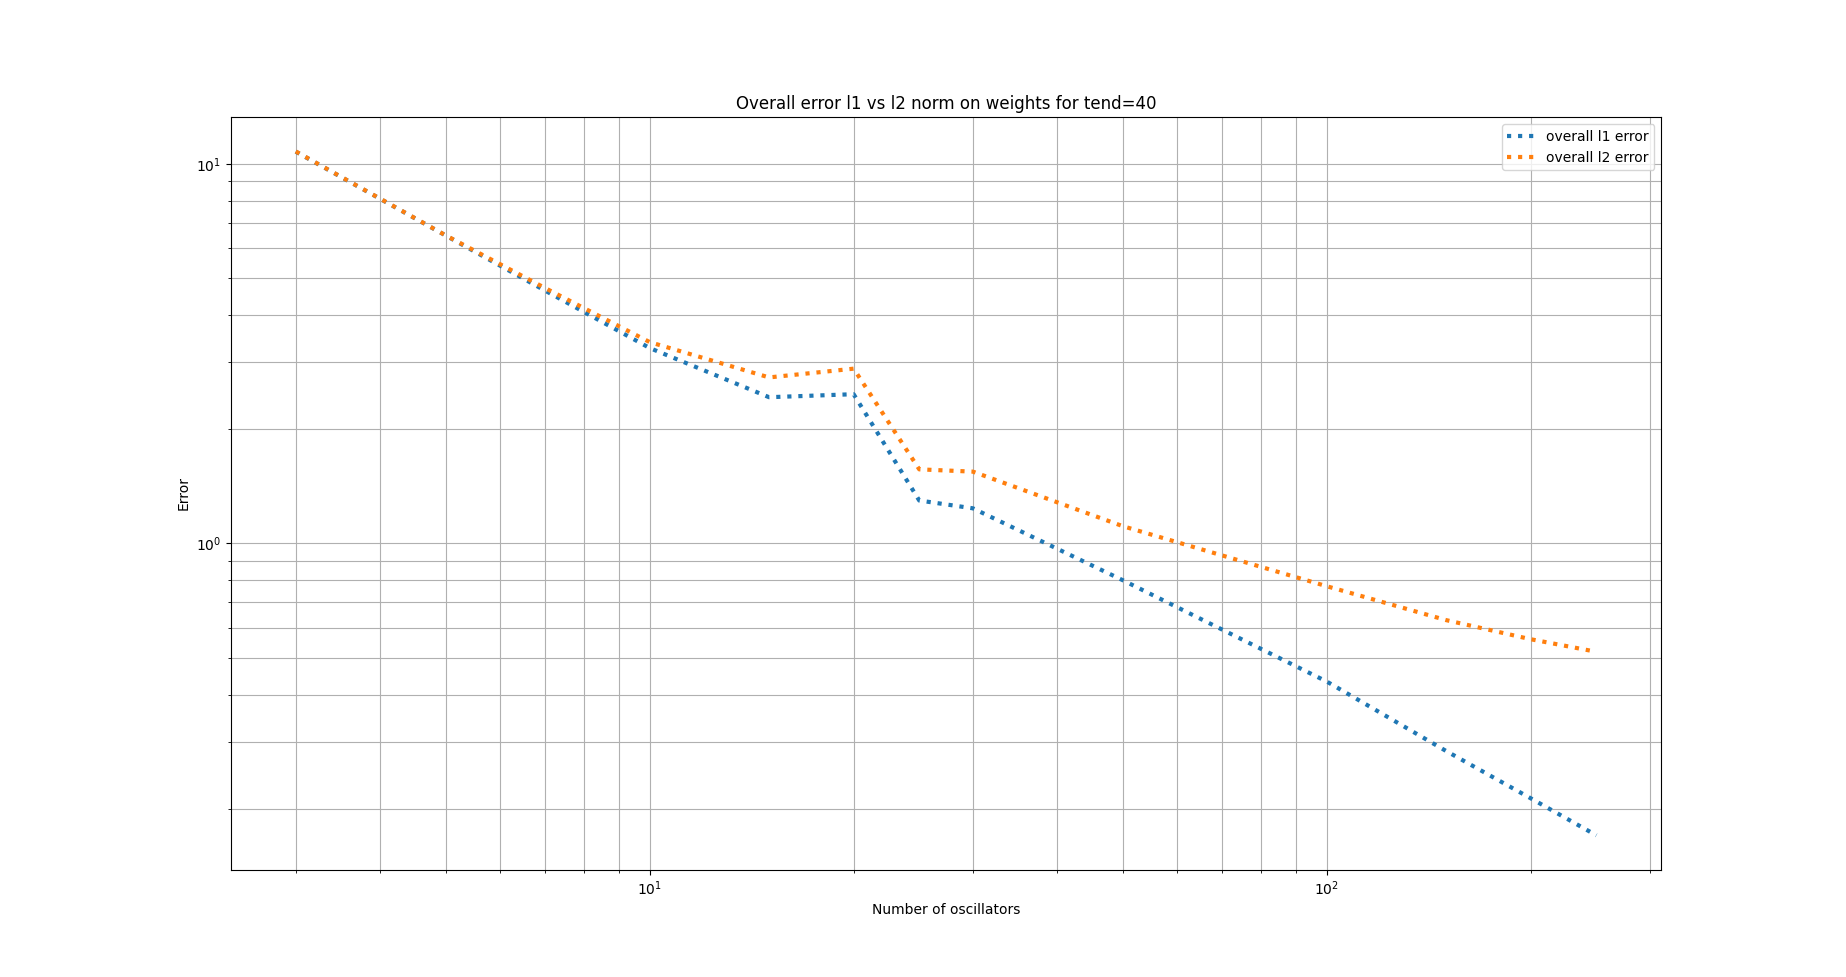 Overall error l1 vs l2 norm on weights for tend=40
overall l1 error
overall l2 error
10¹
10⁰
Error
10¹
10²
Number of oscillators